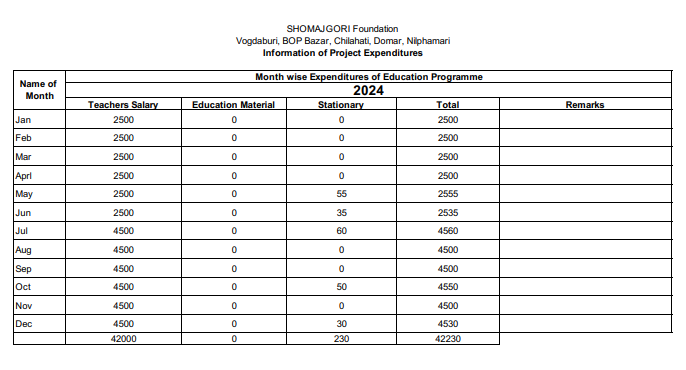 SHOMAJGORI Foundation
Vogdaburi, BOP Bazar, Chilahati, Domar, Nilphamari
Information of Project Expenditures
Name of Month
Month wise Expenditures of Education Programme
2024
Teachers Salary Education Material Stationary Total Remarks
Jan 2500 0 0 2500
Feb 2500 0 0 2500
Mar 2500 0 0 2500
Aprl 2500 0 0 2500
May 2500 0 55 2555
Jun 2500 0 35 2535
Jul 4500 0 60 4560
Aug 4500 0 0 4500
Sep 4500 0 0 4500
Oct 4500 0 50 4550
Nov 4500 0 0 4500
Dec 4500 0 30 4530
42000 0 230 42230